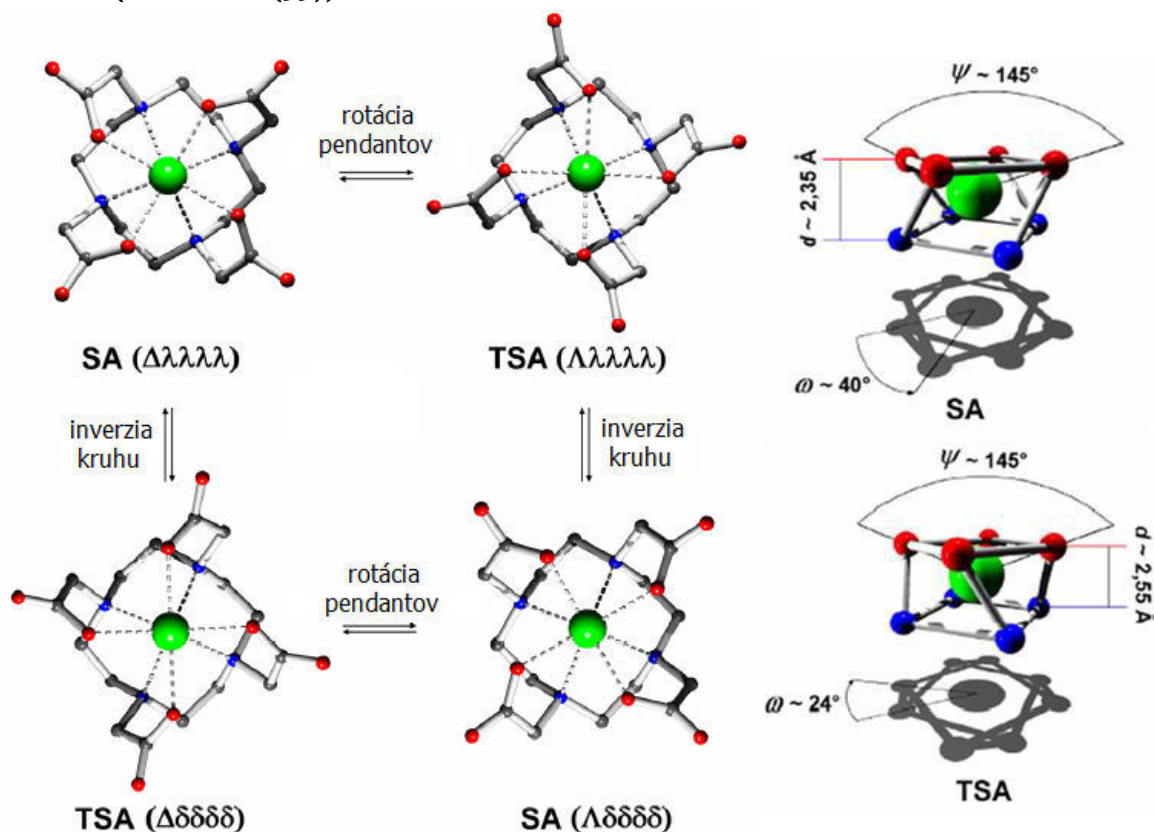 rotácia
pendantov
SA (Δλλλλ)
TSA (Λλλλλ)
inverzia
kruhu
inverzia
kruhu
rotácia
pendantov
TSA (Δδδδδ)
SA (Λδδδδ)
ψ ~ 145°
d ~ 2,35 Å
ω ~ 40°
SA
ψ ~ 145°
d ~ 2,55 Å
ω ~ 24°
TSA